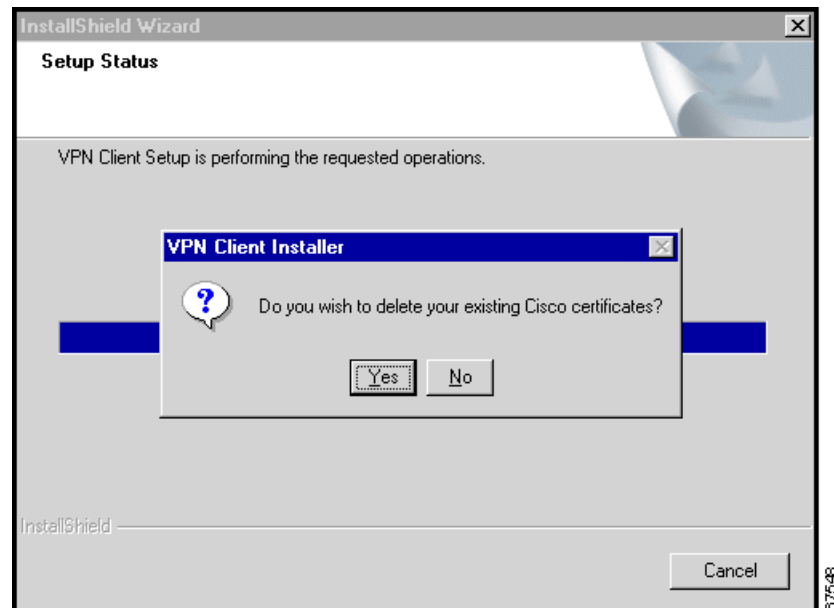 InstallShield Wizard
Setup Status
VPN Client Setup is performing the requested operations.
VPN Client Installer
?
Do you wish to delete your existing Cisco certificates?
Yes No
InstallShield
Cancel